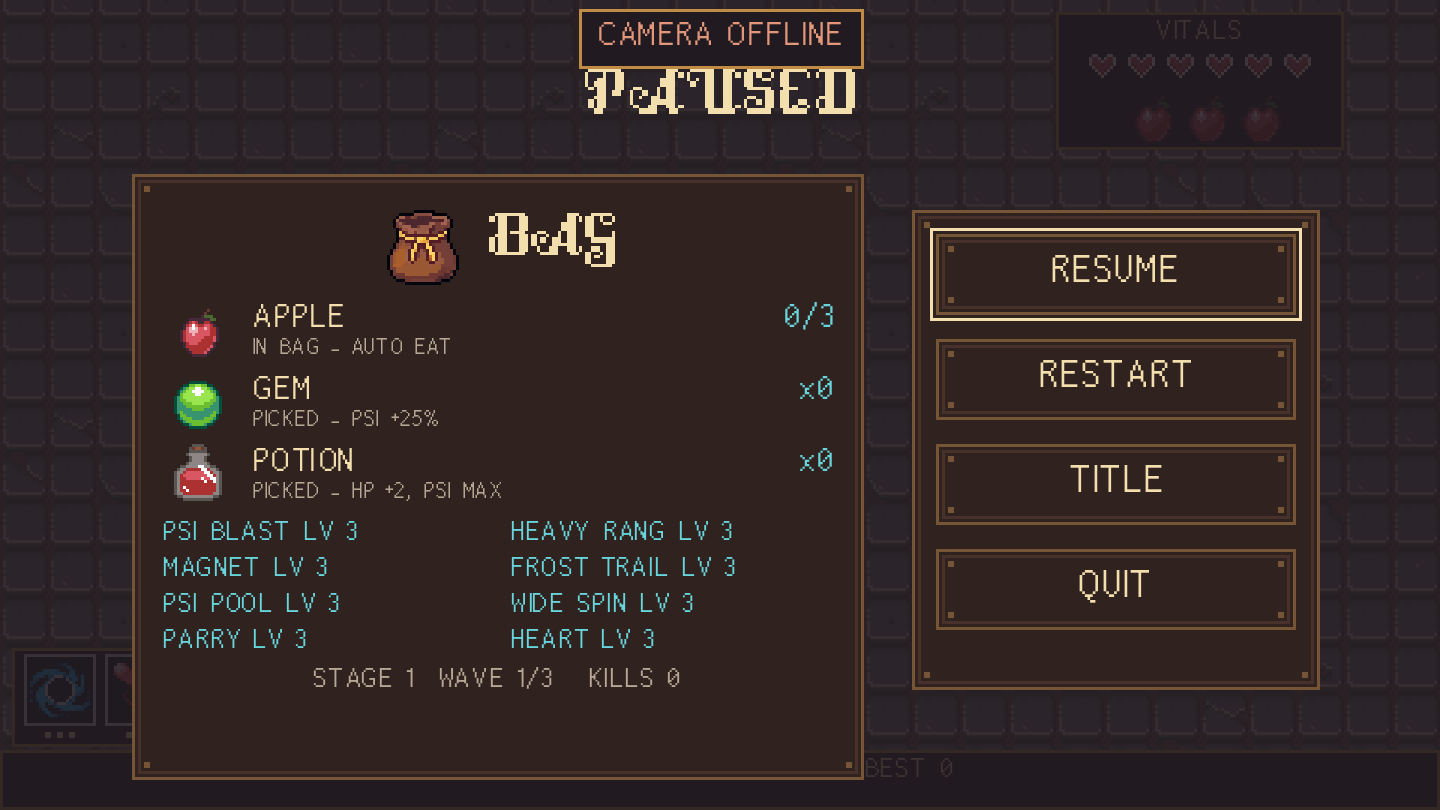 CAMERA OFFLINE
PAUSED
VITALS
BAG
APPLE 0/3
IN BAG - AUTO EAT
GEM x0
PICKED - PSI +25%
POTION x0
PICKED - HP +2, PSI MAX
PSI BLAST LV 3 HEAVY RANG LV 3
MAGNET LV 3 FROST TRAIL LV 3
PSI POOL LV 3 WIDE SPIN LV 3
PARRY LV 3 HEART LV 3
STAGE 1 WAVE 1/3 KILLS 0
RESUME
RESTART
TITLE
QUIT
BEST 0